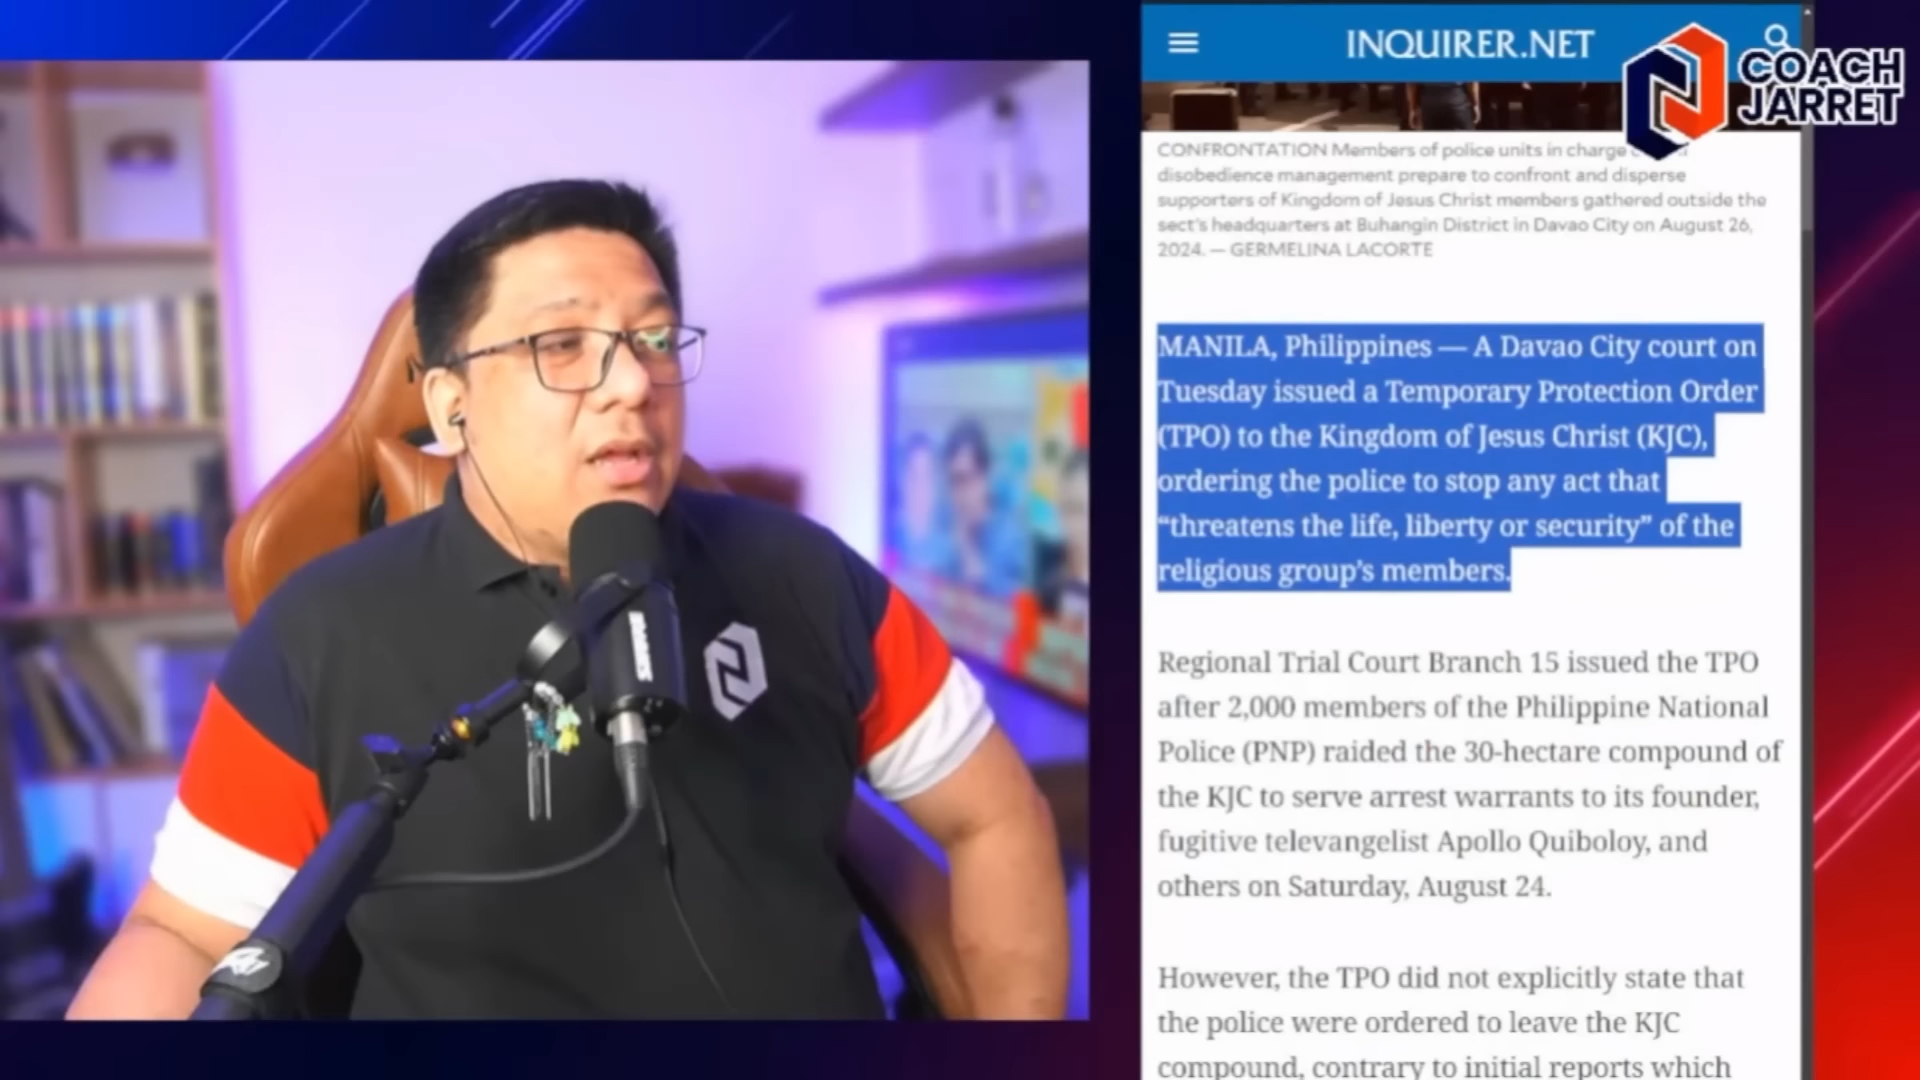 INQUIRER.NET
COACH
JARRET
CONFRONTATION Members of police units in charge
disobedience management prepare to confront and disperse
supporters of Kingdom of Jesus Christ members gathered outside the
sect's headquarters at Buhangin District in Davao City on August 26,
2024. — GERMELINA LACORTE
MANILA, Philippines — A Davao City court on
Tuesday issued a Temporary Protection Order
(TPO) to the Kingdom of Jesus Christ (KJC),
ordering the police to stop any act that
“threatens the life, liberty or security” of the
religious group's members.
Regional Trial Court Branch 15 issued the TPO
after 2,000 members of the Philippine National
Police (PNP) raided the 30-hectare compound of
the KJC to serve arrest warrants to its founder,
fugitive televangelist Apollo Quiboloy, and
others on Saturday, August 24.
However, the TPO did not explicitly state that
the police were ordered to leave the KJC
compound, contrary to initial reports which